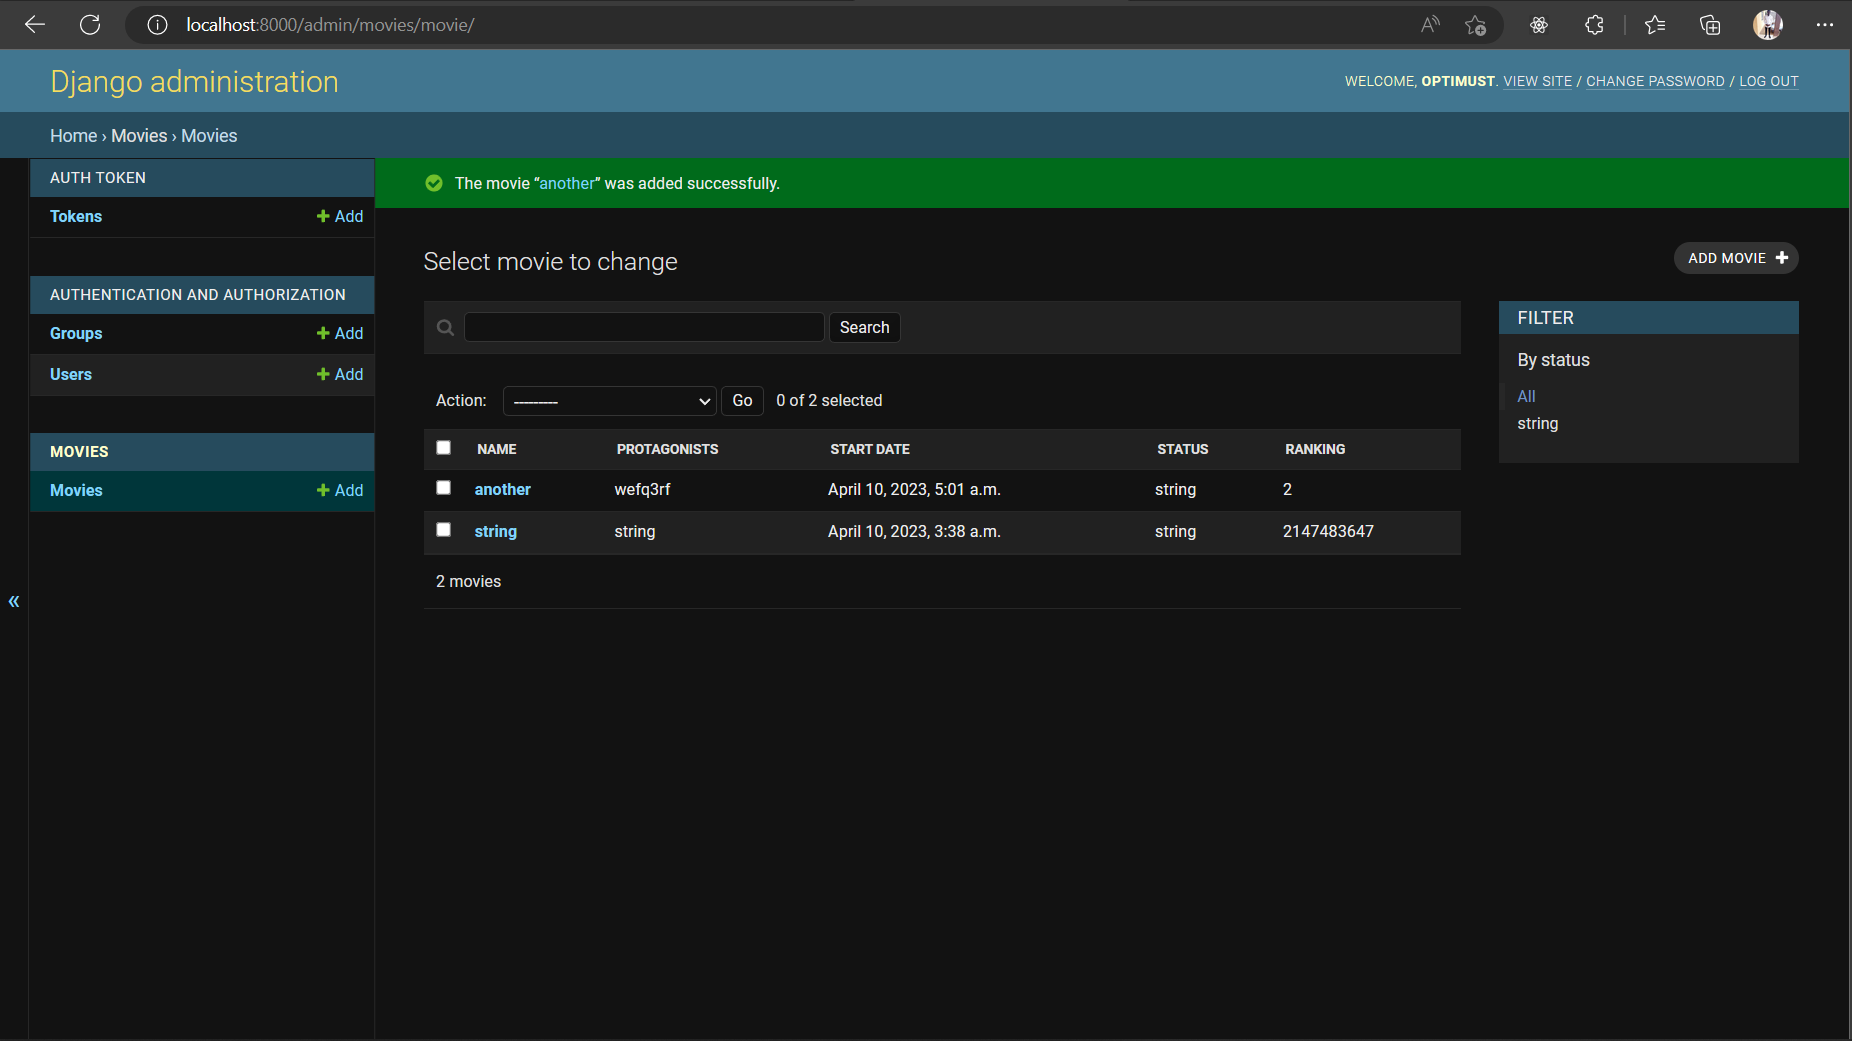 localhost:8000/admin/movies/movie/
Django administration
WELCOME, OPTIMUST. VIEW SITE / CHANGE PASSWORD / LOG OUT
Home › Movies › Movies
AUTH TOKEN
Tokens
Add
AUTHENTICATION AND AUTHORIZATION
Groups
Add
Users
Add
MOVIES
Movies
Add
«
The movie “another” was added successfully.
Select movie to change
ADD MOVIE
Search
Action: --------- Go 0 of 2 selected
NAME PROTAGONISTS START DATE STATUS RANKING
another wefq3rf April 10, 2023, 5:01 a.m. string 2
string string April 10, 2023, 3:38 a.m. string 2147483647
2 movies
FILTER
By status
All
string